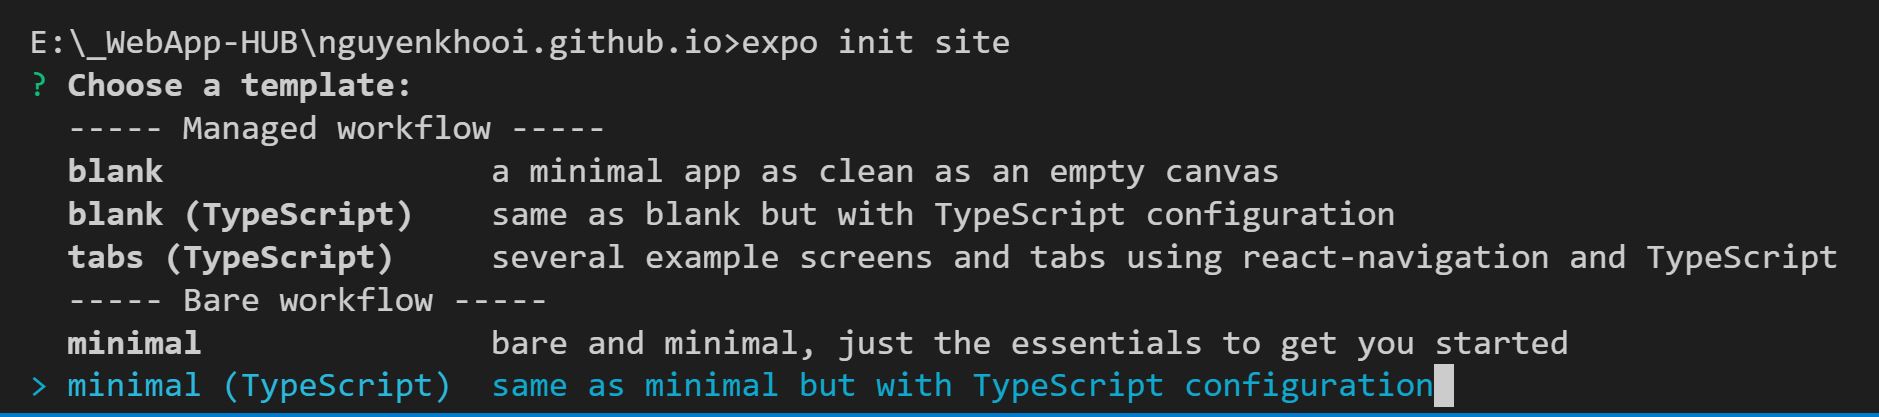 E:\_WebApp-HUB\nguyenkhooi.github.io>expo init site
? Choose a template:
----- Managed workflow -----
blank a minimal app as clean as an empty canvas
blank (TypeScript) same as blank but with TypeScript configuration
tabs (TypeScript) several example screens and tabs using react-navigation and TypeScript
----- Bare workflow -----
minimal bare and minimal, just the essentials to get you started
> minimal (TypeScript) same as minimal but with TypeScript configuration